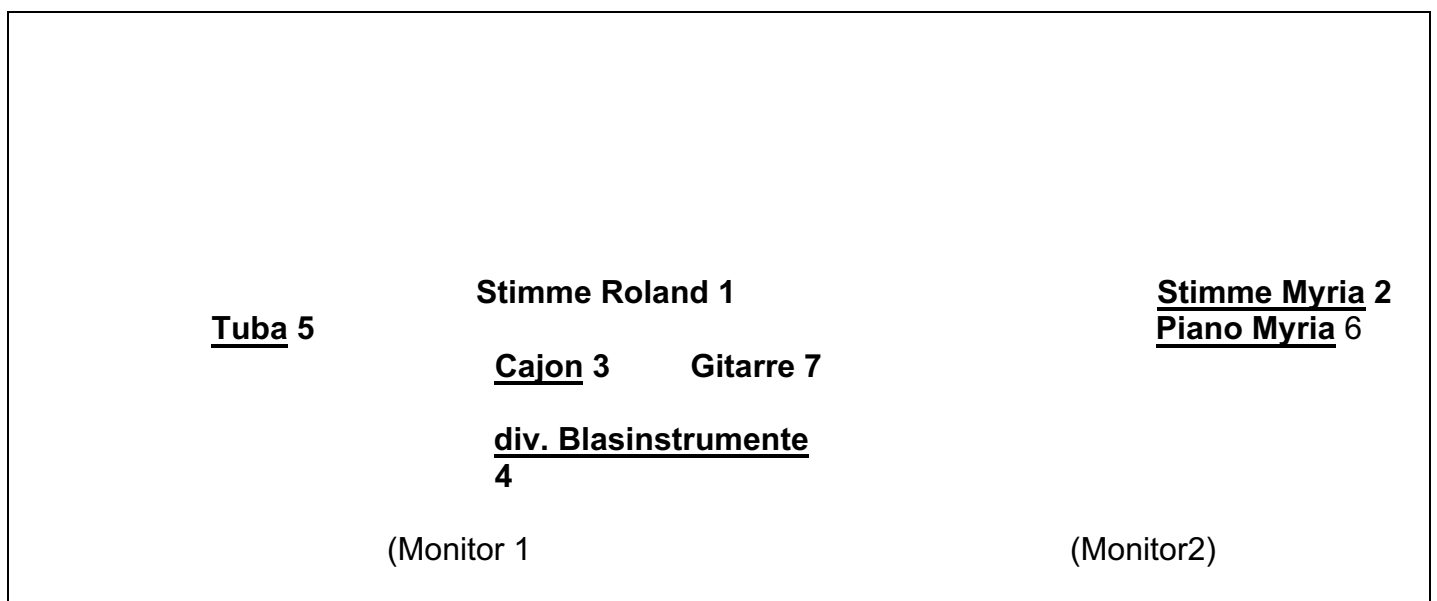 Stimme Roland 1 Stimme Myria 2
Tuba 5 Piano Myria 6
Cajon 3 Gitarre 7
div. Blasinstrumente
4
(Monitor 1 (Monitor2)